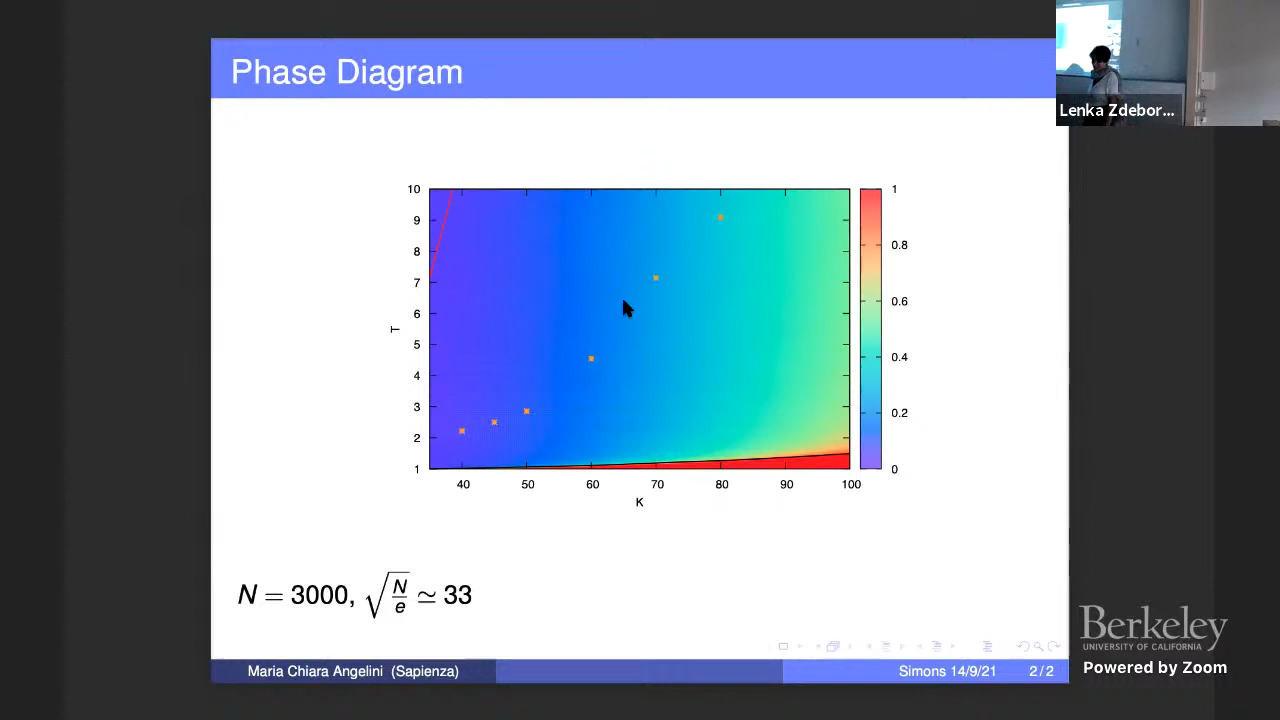 Phase Diagram
Lenka Zdebor...
10
9
8
7
6
5
4
3
2
1
T
40 50 60 70 80 90 100
K
1
0.8
0.6
0.4
0.2
0
N = 3000, √(N/e) ≃ 33
Maria Chiara Angelini (Sapienza)
Simons 14/9/21 2/2
Berkeley
UNIVERSITY OF CALIFORNIA
Powered by Zoom